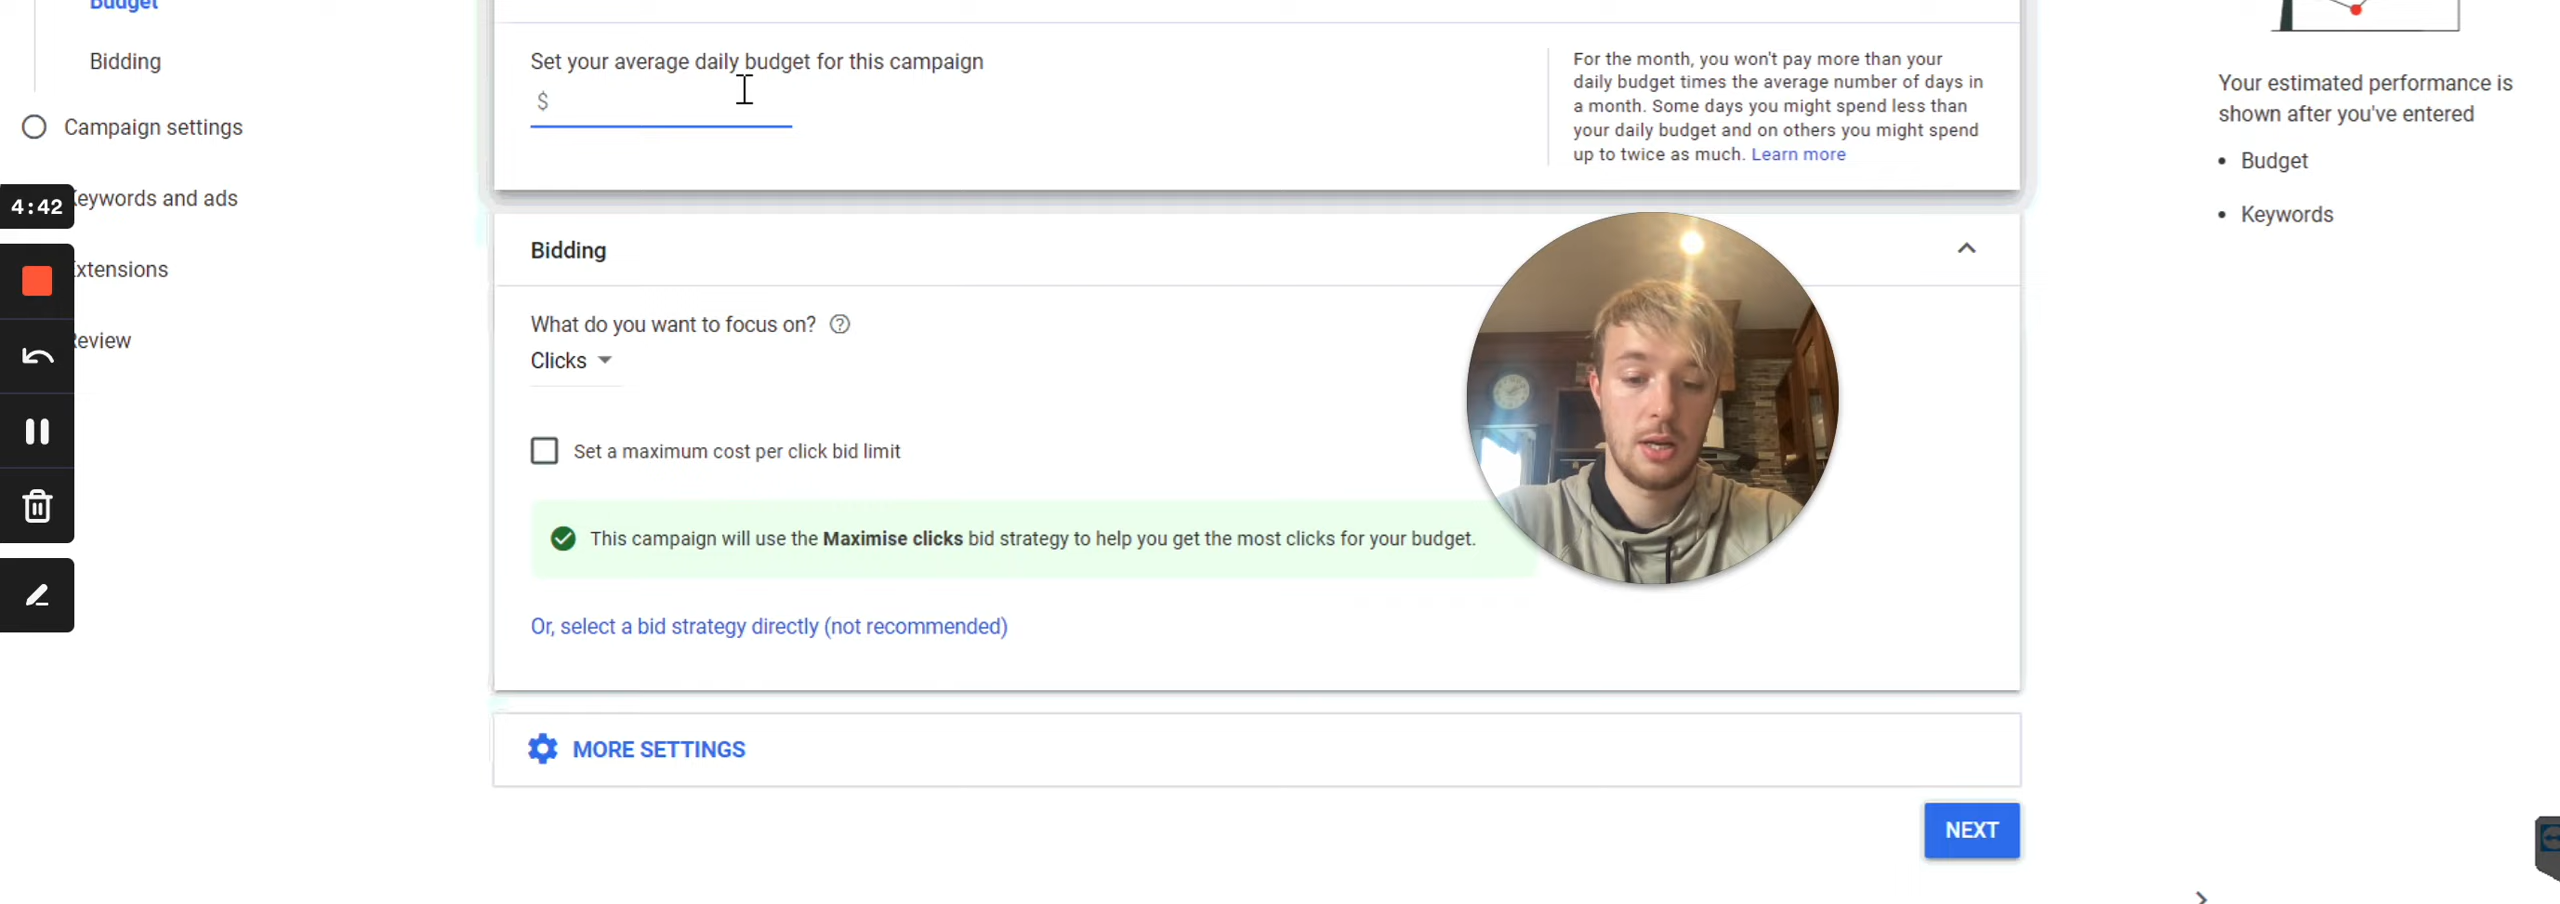 Budget
Bidding
Campaign settings
Keywords and ads
Extensions
Review
4:42
Set your average daily budget for this campaign
$
For the month, you won't pay more than your
daily budget times the average number of days in
a month. Some days you might spend less than
your daily budget and on others you might spend
up to twice as much. Learn more
Bidding
What do you want to focus on?
Clicks
Set a maximum cost per click bid limit
This campaign will use the Maximise clicks bid strategy to help you get the most clicks for your budget.
Or, select a bid strategy directly (not recommended)
MORE SETTINGS
NEXT
Your estimated performance is
shown after you've entered
• Budget
• Keywords